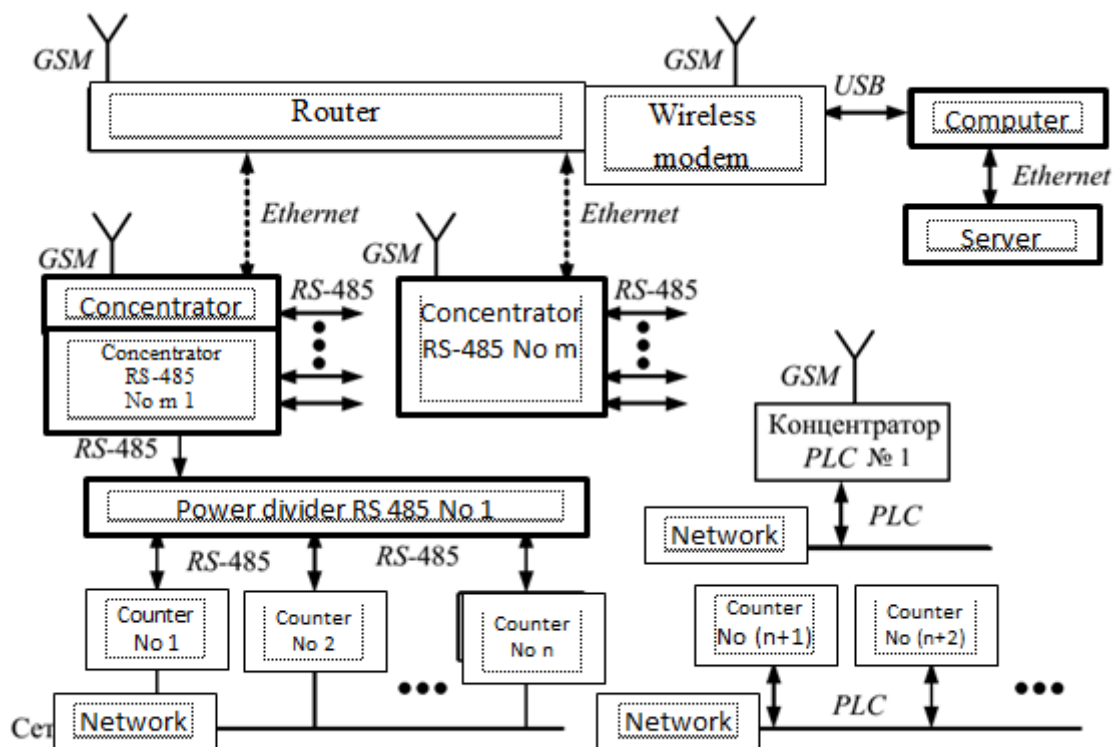 GSM
GSM
USB
Router
Wireless
modem
Computer
Ethernet
Server
Ethernet
Ethernet
GSM
GSM
RS-485
RS-485
Concentrator
Concentrator
RS-485
No m 1
Concentrator
RS-485 No m
GSM
Концентратор
PLC № 1
RS-485
Power divider RS 485 No 1
PLC
Network
RS-485
RS-485
Counter
No 1
Counter
No 2
Counter
No n
Counter
No (n+1)
Counter
No (n+2)
Сет
Network
Network
PLC